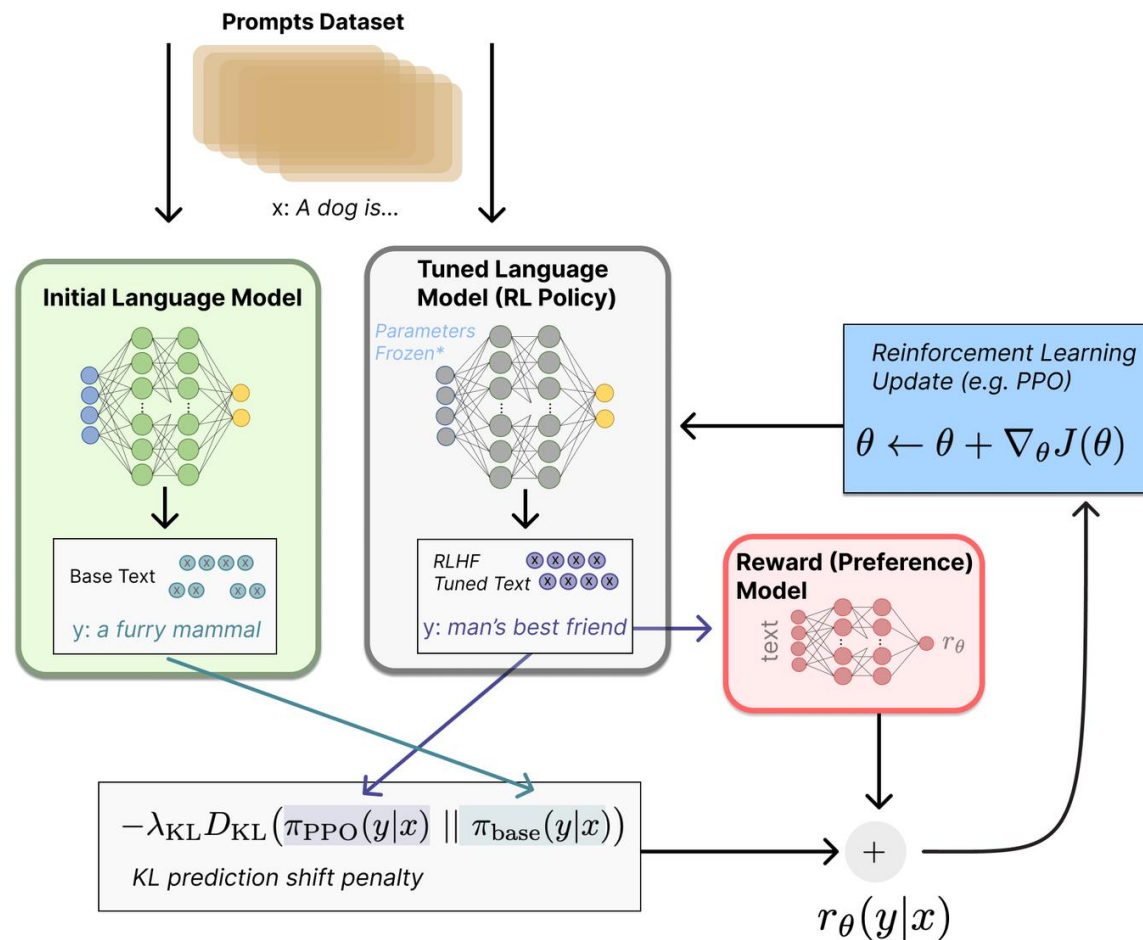 Prompts Dataset
x: A dog is...
Initial Language Model
Base Text
x x x x
x x x x
y: a furry mammal
Tuned Language
Model (RL Policy)
Parameters
Frozen*
RLHF
Tuned Text
x x x x
x x x x
y: man's best friend
Reinforcement Learning
Update (e.g. PPO)
θ ← θ + ∇θJ(θ)
Reward (Preference)
Model
text
rθ
−λKL DKL(πPPO(y|x) || πbase(y|x))
KL prediction shift penalty
+
rθ(y|x)